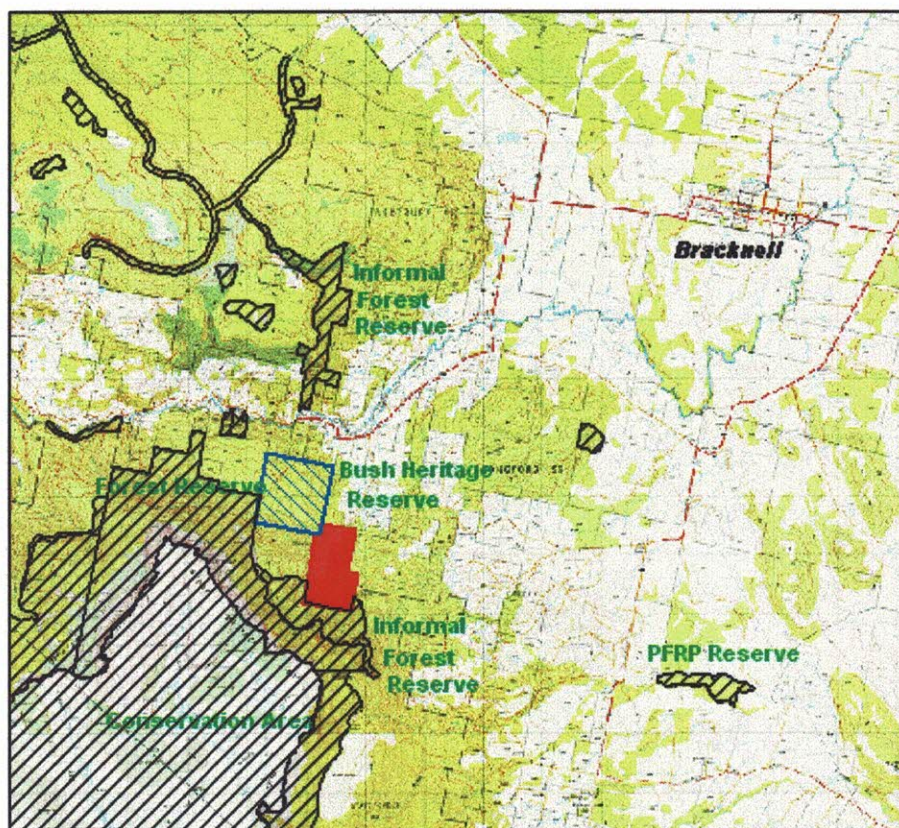 Bracknell
Informal
Forest
Reserve
Forest Reserve
Bush Heritage
Reserve
Informal
Forest
Reserve
PFRP Reserve
Conservation Area